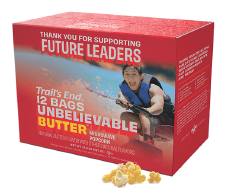 THANK YOU FOR SUPPORTING
FUTURE LEADERS
Trail's End
12 BAGS
UNBELIEVABLE
BUTTER
MICROWAVE
POPCORN